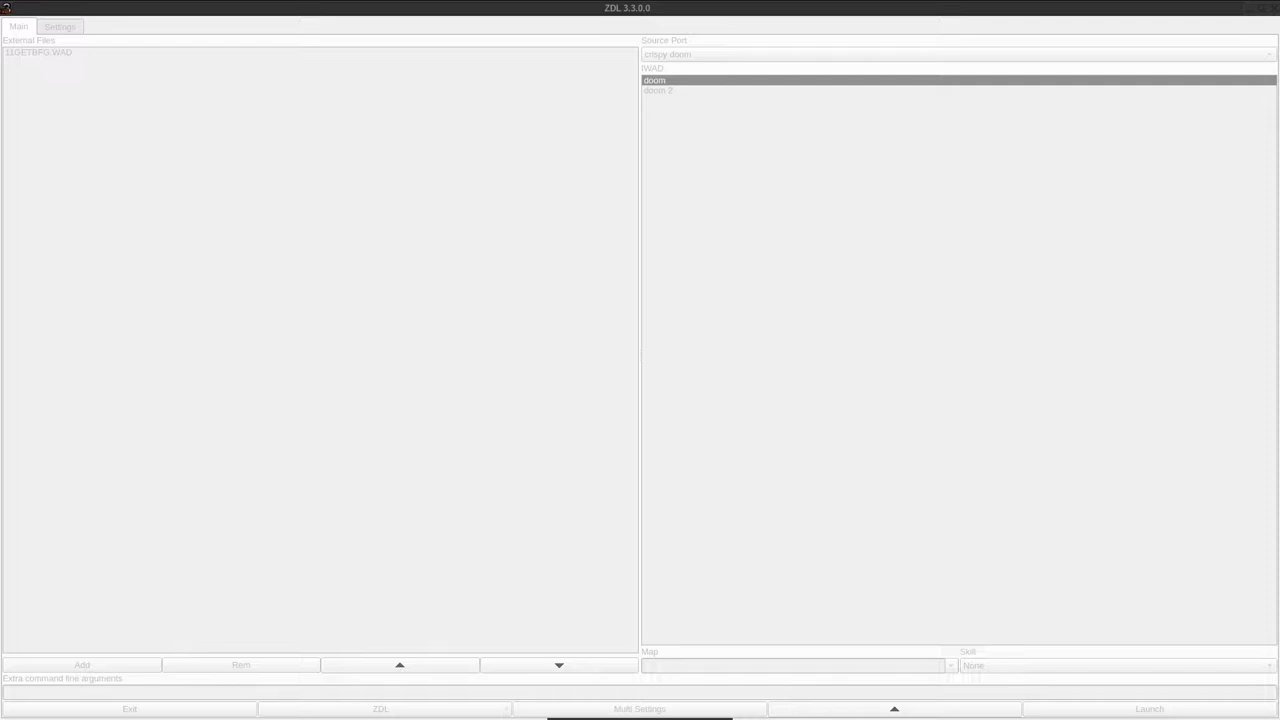 ZDL 3.3.0.0
Main
Settings
External Files
11GETBFG.WAD
Source Port
crispy doom
IWAD
doom
doom 2
Add
Rem
Map
Skill
None
Extra command line arguments
Exit
ZDL
Multi Settings
Launch